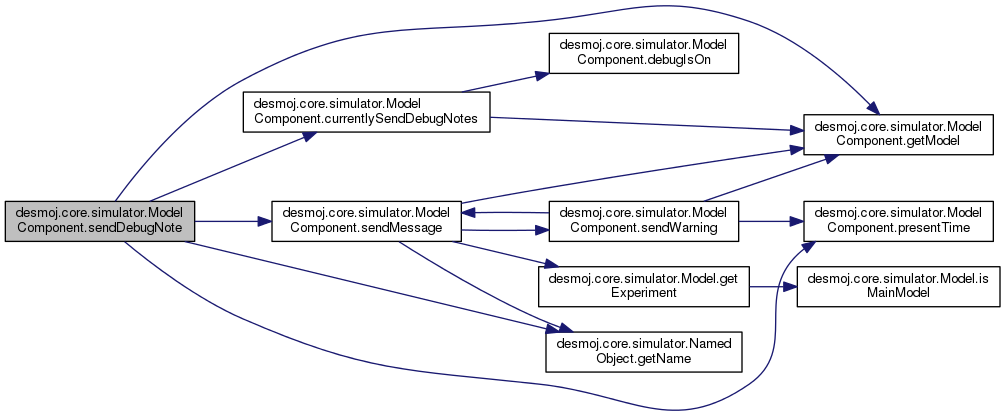 desmoj.core.simulator.Model
Component.debugIsOn
desmoj.core.simulator.Model
Component.currentlySendDebugNotes
desmoj.core.simulator.Model
Component.getModel
desmoj.core.simulator.Model
Component.sendDebugNote
desmoj.core.simulator.Model
Component.sendMessage
desmoj.core.simulator.Model
Component.sendWarning
desmoj.core.simulator.Model
Component.presentTime
desmoj.core.simulator.Model.get
Experiment
desmoj.core.simulator.Model.is
MainModel
desmoj.core.simulator.Named
Object.getName